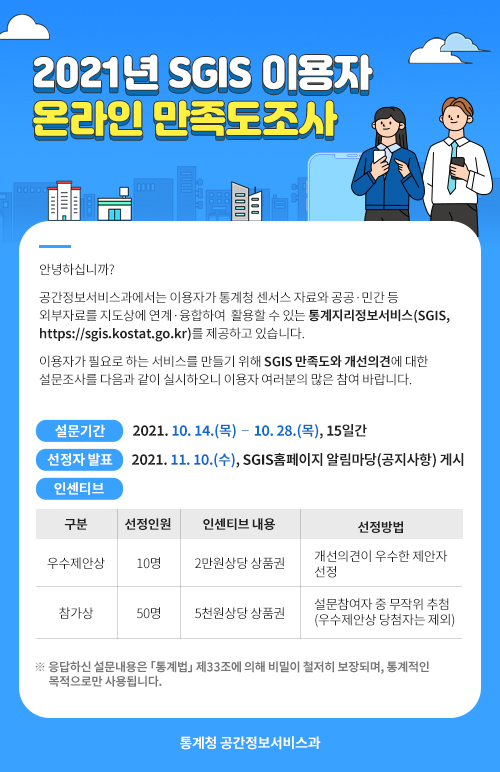 2021년 SGIS 이용자
온라인 만족도조사
안녕하십니까?
공간정보서비스과에서는 이용자가 통계청 센서스 자료와 공공·민간 등
외부자료를 지도상에 연계·융합하여 활용할 수 있는 통계지리정보서비스(SGIS,
https://sgis.kostat.go.kr)를 제공하고 있습니다.
이용자가 필요로 하는 서비스를 만들기 위해 SGIS 만족도와 개선의견에 대한
설문조사를 다음과 같이 실시하오니 이용자 여러분의 많은 참여 바랍니다.
설문기간 2021. 10. 14.(목) – 10. 28.(목), 15일간
선정자 발표 2021. 11. 10.(수), SGIS홈페이지 알림마당(공지사항) 게시
인센티브
구분 선정인원 인센티브 내용 선정방법
우수제안상 10명 2만원상당 상품권 개선의견이 우수한 제안자
선정
참가상 50명 5천원상당 상품권 설문참여자 중 무작위 추첨
(우수제안상 당첨자는 제외)
※ 응답하신 설문내용은 「통계법」 제33조에 의해 비밀이 철저히 보장되며, 통계적인
목적으로만 사용됩니다.
통계청 공간정보서비스과